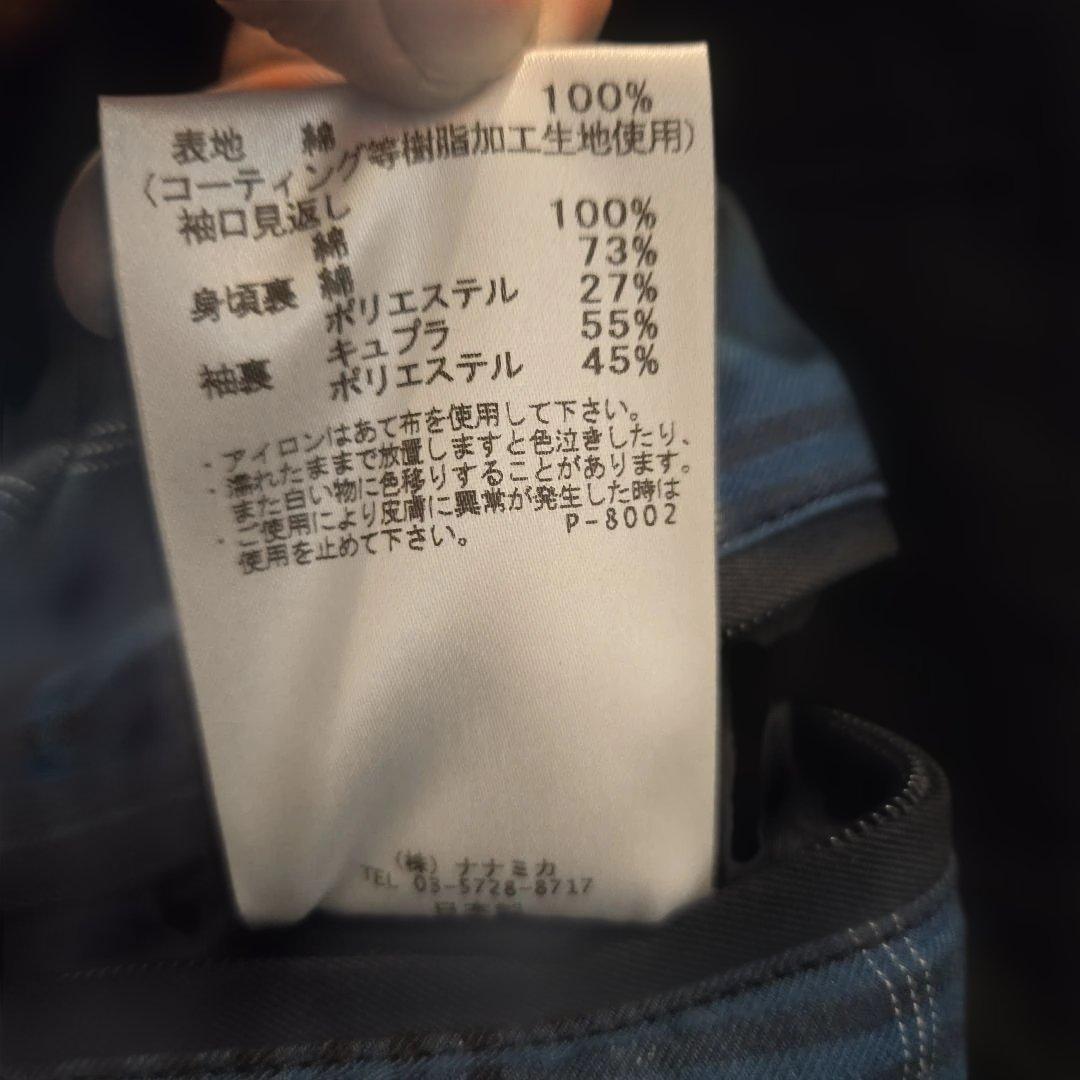 表地 綿 100%
(コーティング等樹脂加工生地使用)
袖口見返し
綿 100%
身頃裏 綿 73%
ポリエステル 27%
袖裏 キュプラ 55%
ポリエステル 45%
・アイロンはあて布を使用して下さい。
・濡れたままで放置しますと色泣きしたり、
また白い物に色移りすることがあります。
・ご使用により皮膚に異常が発生した時は
使用を止めて下さい。 P-8002
(株) ナナミカ
TEL 03-5728-8717
日本製